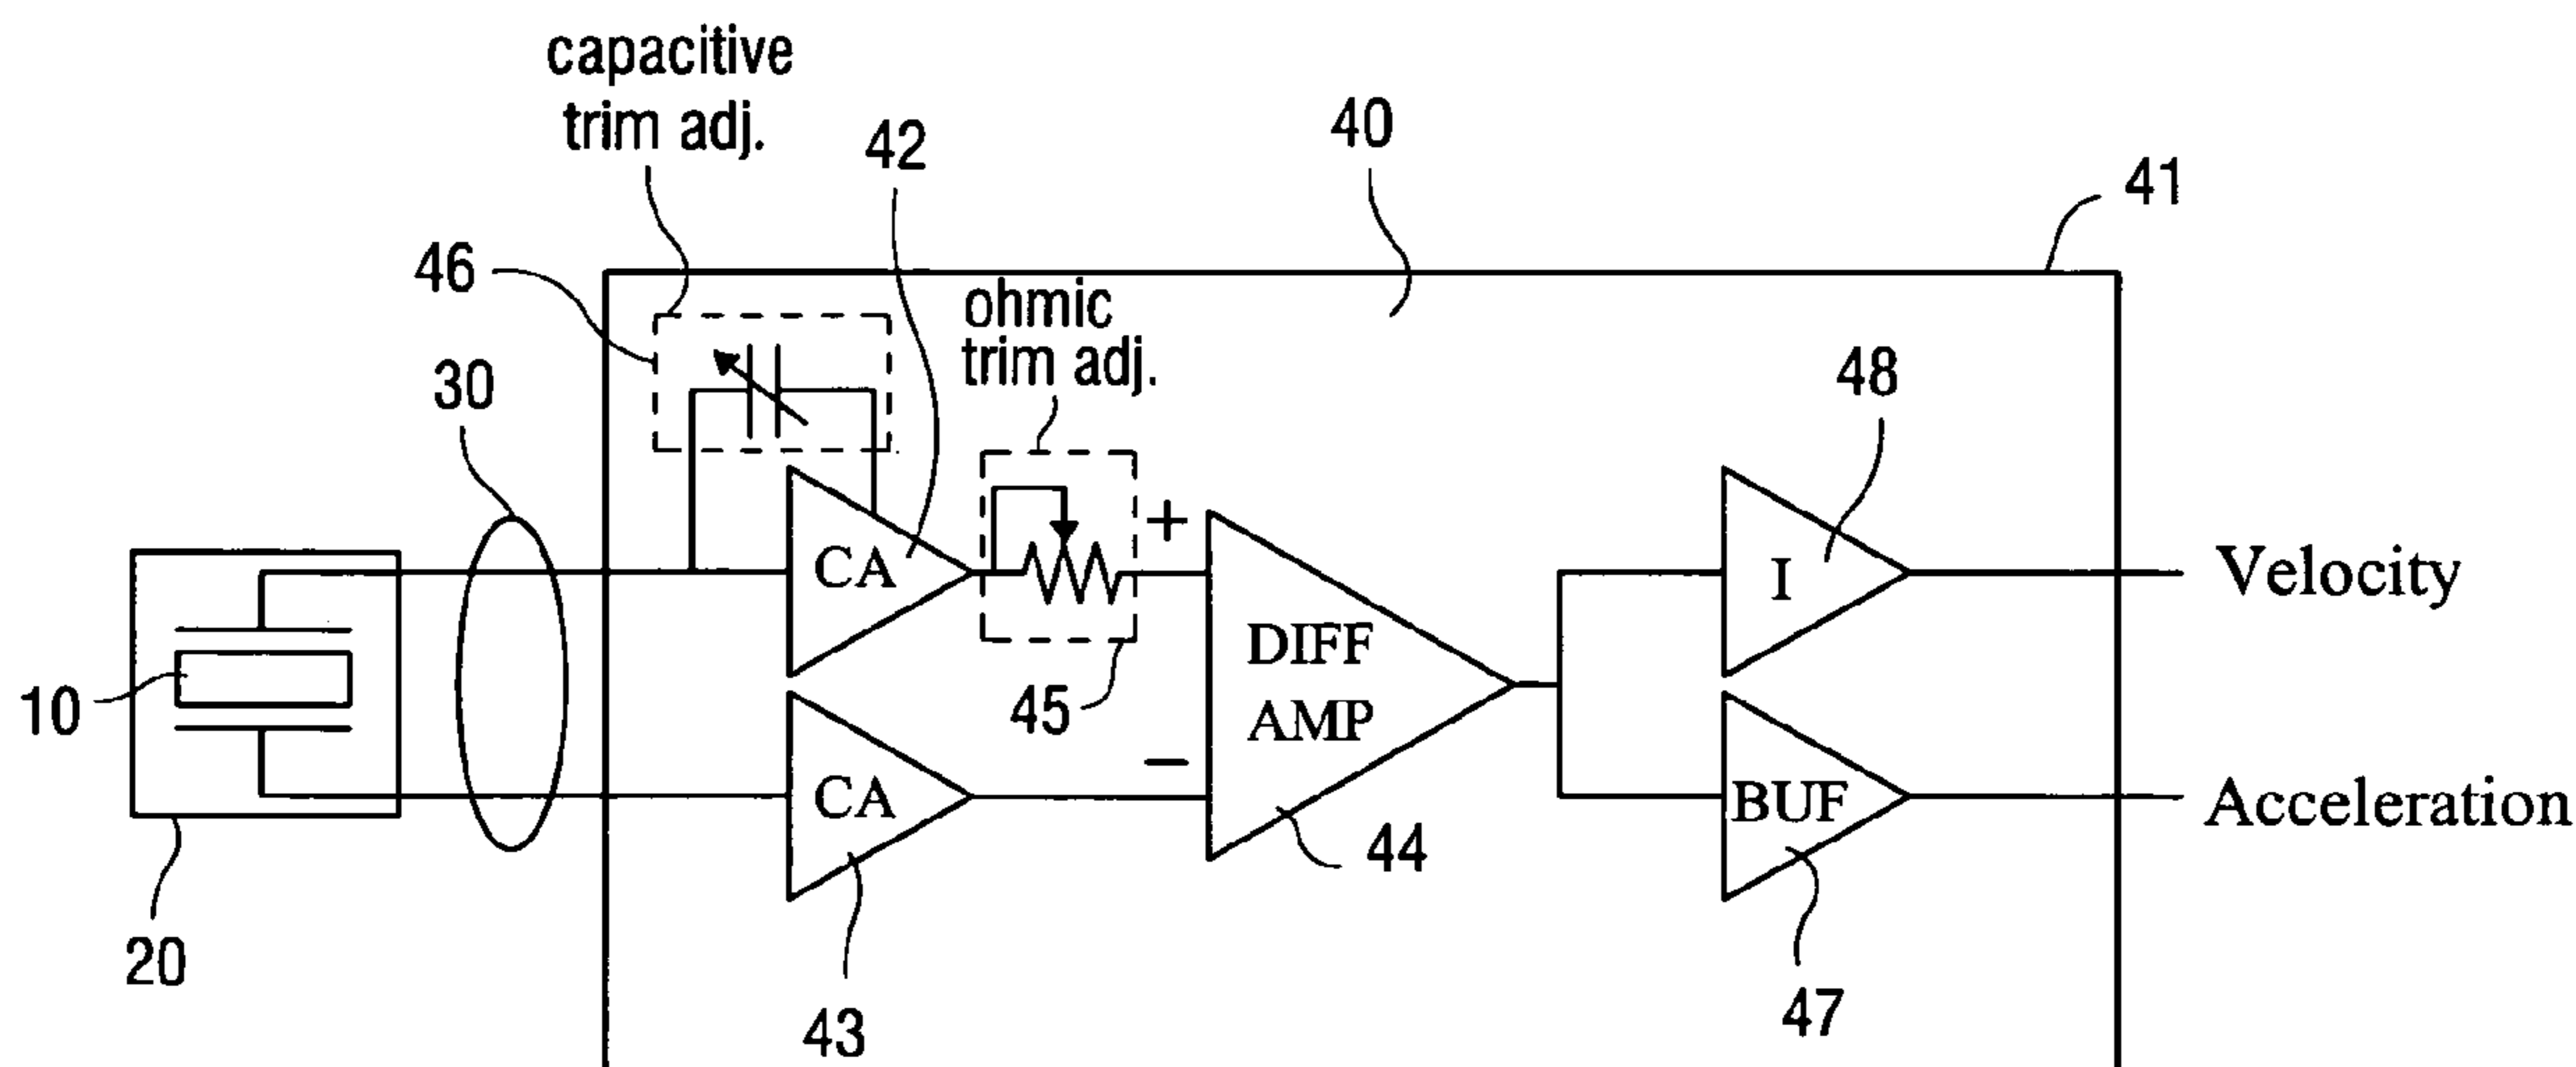 capacitive
trim adj.
42
40
41
46
ohmic
trim adj.
30
48
+
CA
I
Velocity
DIFF
AMP
10
45
−
CA
BUF
Acceleration
44
20
43
47